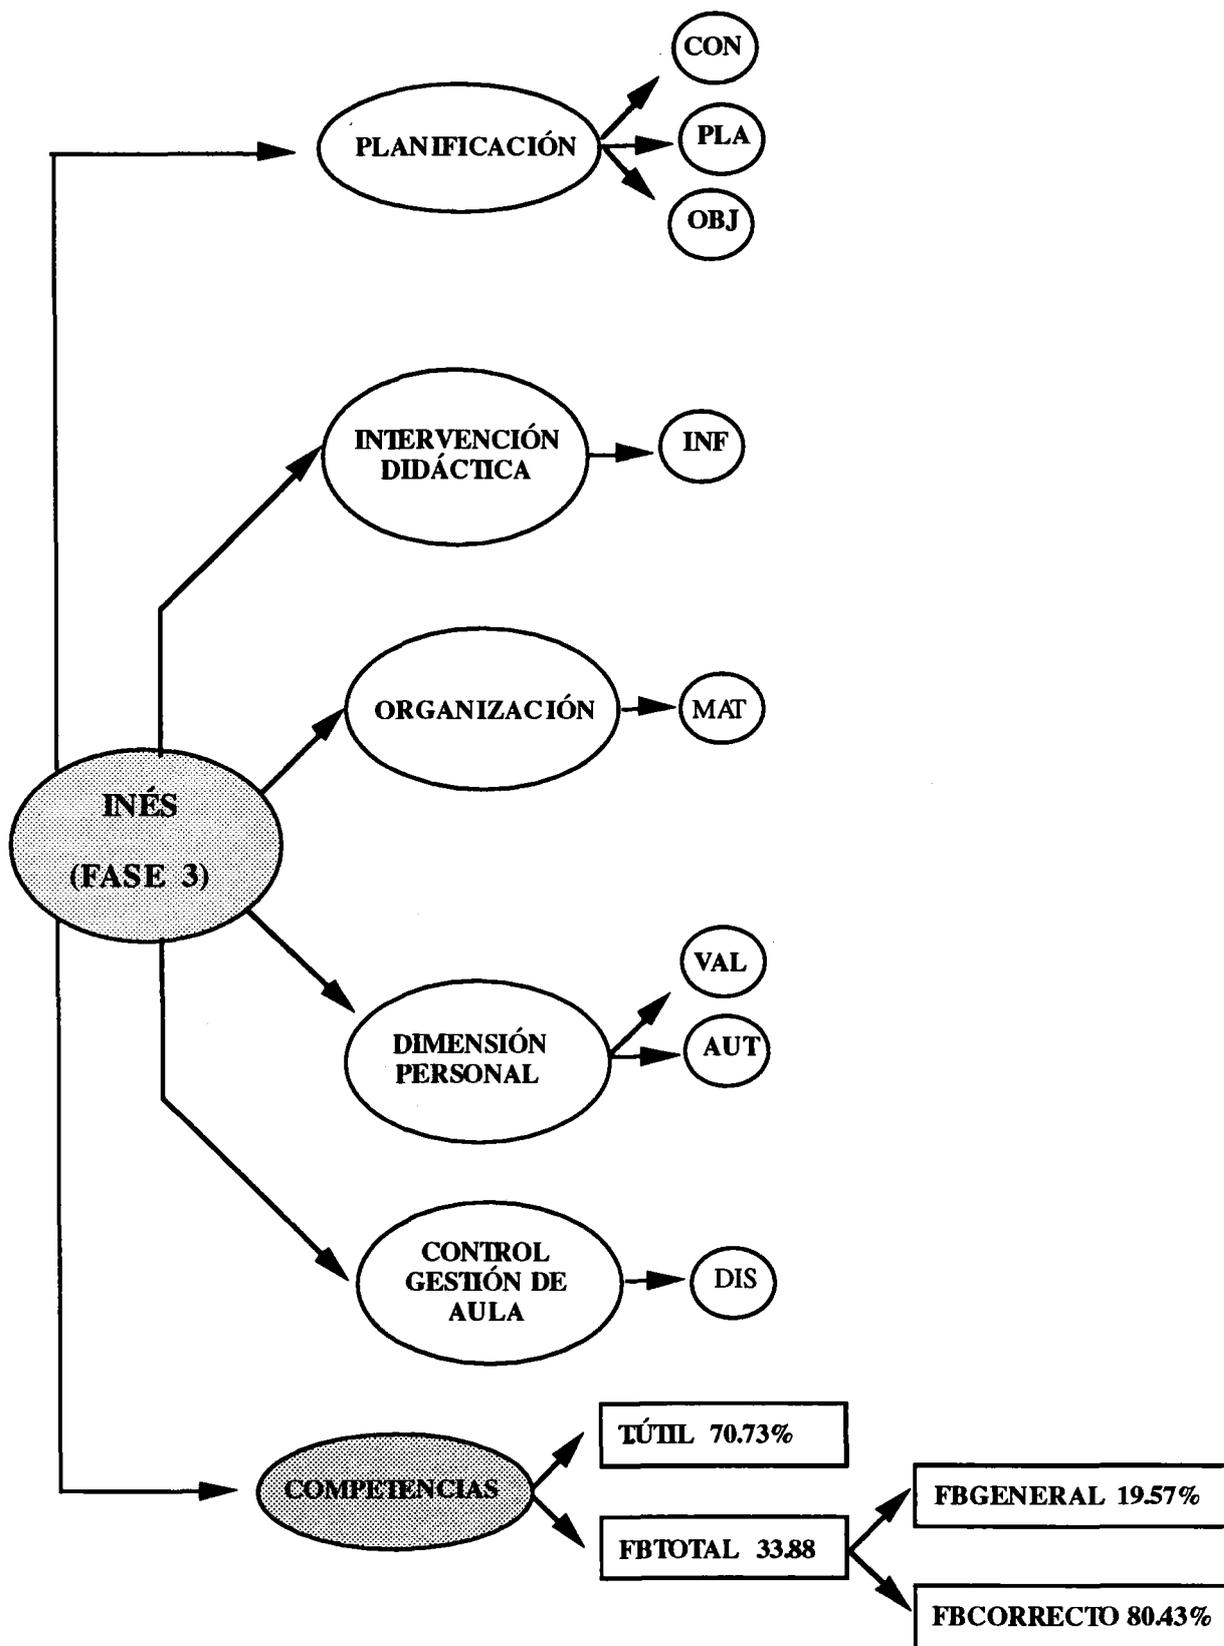 CON
PLANIFICACIÓN
PLA
OBJ
INTERVENCIÓN
DIDÁCTICA
INF
ORGANIZACIÓN
MAT
INÉS
(FASE 3)
VAL
DIMENSIÓN
PERSONAL
AUT
CONTROL
GESTIÓN DE
AULA
DIS
T.ÚTIL 70.73%
COMPETENCIAS
FBGENERAL 19.57%
FBTOTAL 33.88
FBCORRECTO 80.43%